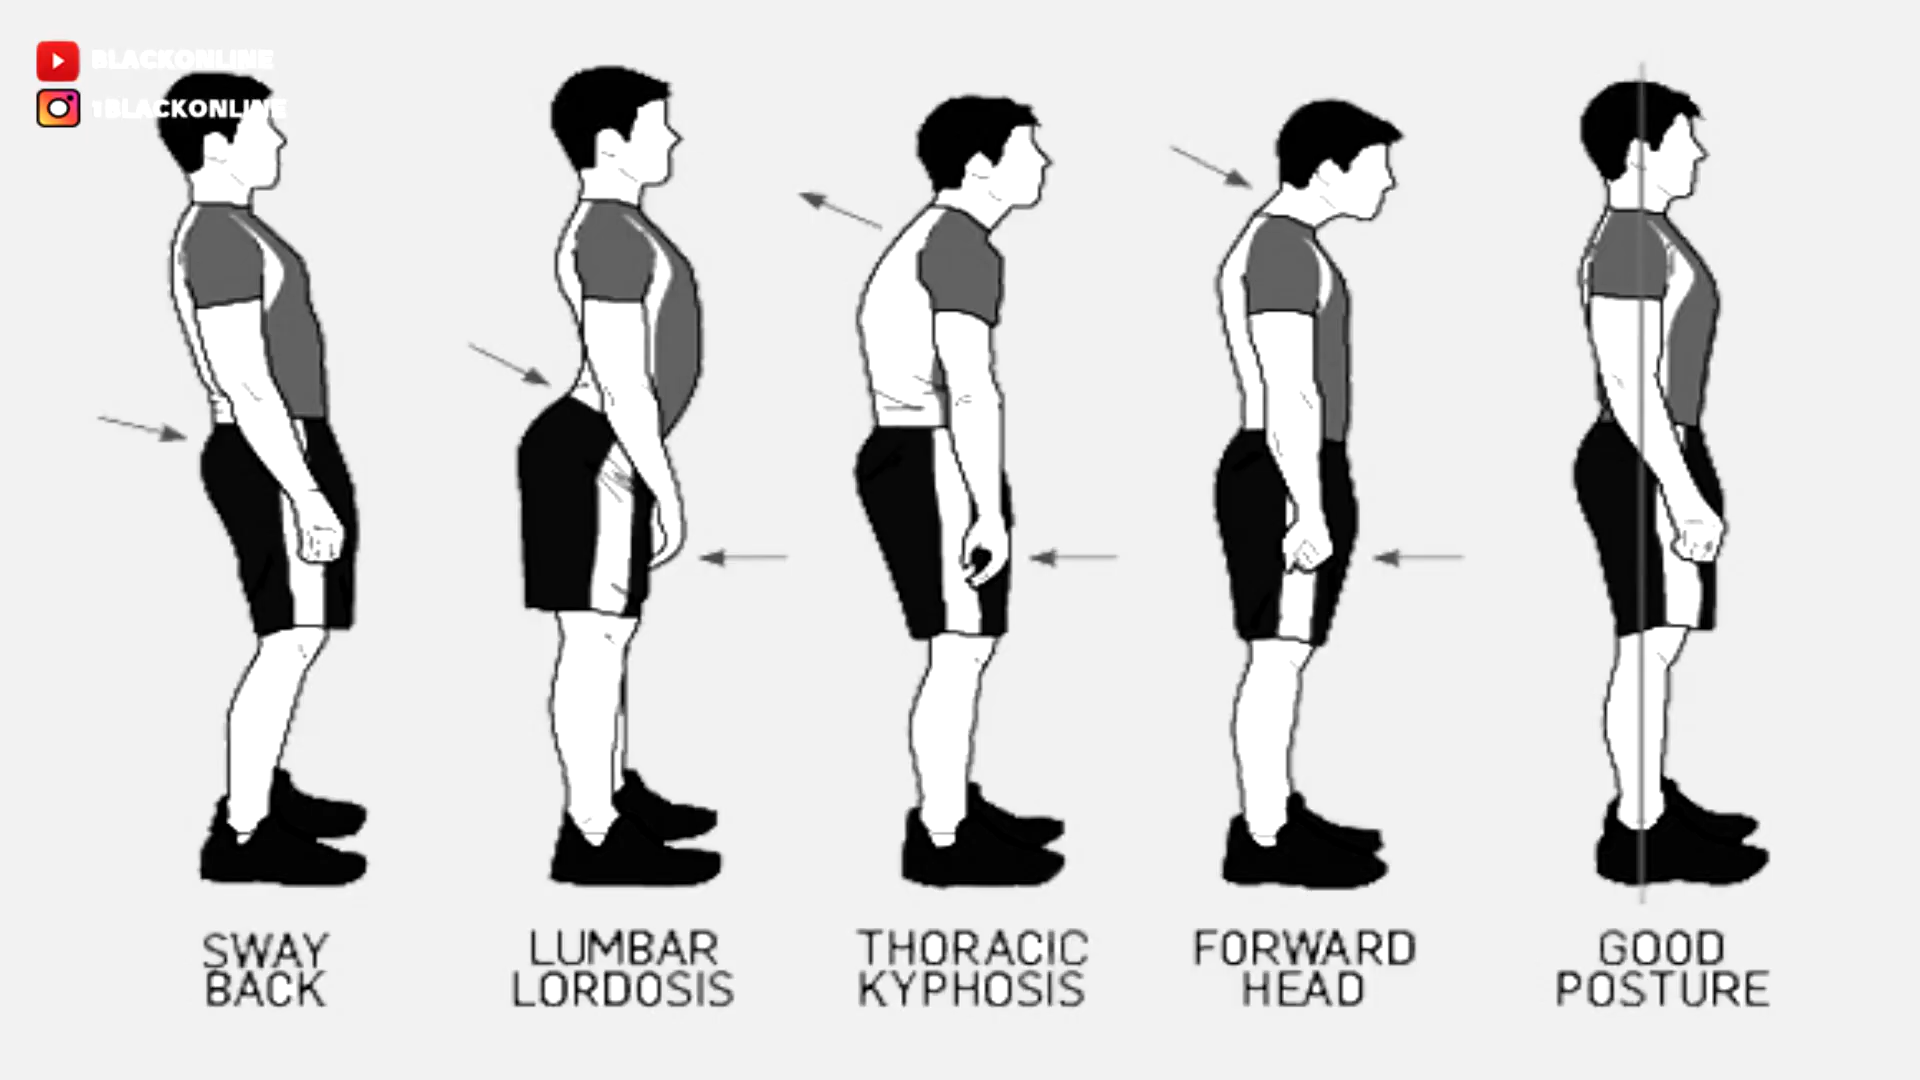 BLACKONLINE
1BLACKONLINE
SWAY
BACK
LUMBAR
LORDOSIS
THORACIC
KYPHOSIS
FORWARD
HEAD
GOOD
POSTURE